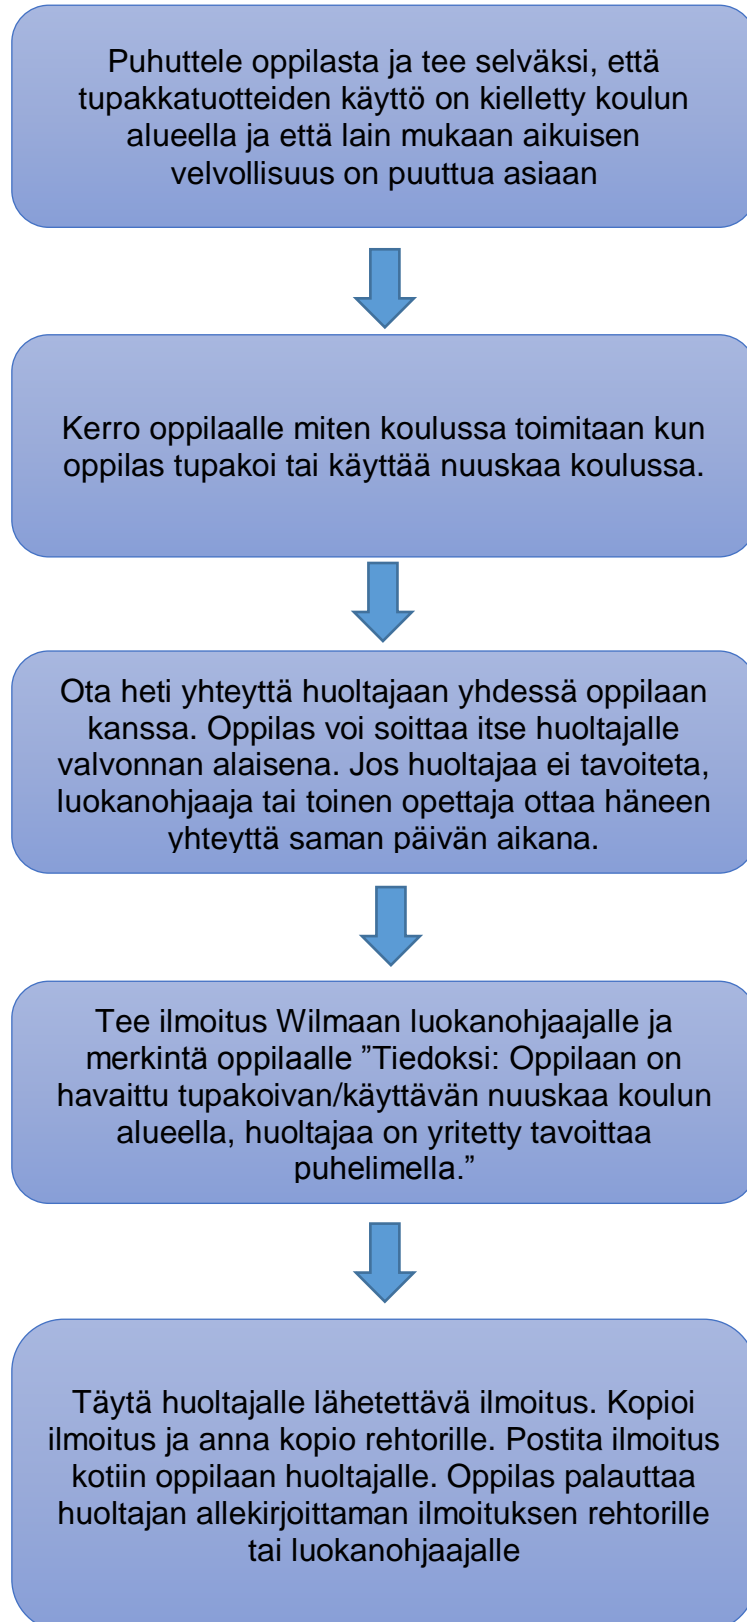 Puhuttele oppilasta ja tee selväksi, että
tupakkatuotteiden käyttö on kielletty koulun
alueella ja että lain mukaan aikuisen
velvollisuus on puuttua asiaan
Kerro oppilaalle miten koulussa toimitaan kun
oppilas tupakoi tai käyttää nuuskaa koulussa.
Ota heti yhteyttä huoltajaan yhdessä oppilaan
kanssa. Oppilas voi soittaa itse huoltajalle
valvonnan alaisena. Jos huoltajaa ei tavoiteta,
luokanohjaaja tai toinen opettaja ottaa häneen
yhteyttä saman päivän aikana.
Tee ilmoitus Wilmaan luokanohjaajalle ja
merkintä oppilaalle ”Tiedoksi: Oppilaan on
havaittu tupakoivan/käyttävän nuuskaa koulun
alueella, huoltajaa on yritetty tavoittaa
puhelimella.”
Täytä huoltajalle lähetettävä ilmoitus. Kopioi
ilmoitus ja anna kopio rehtorille. Postita ilmoitus
kotiin oppilaan huoltajalle. Oppilas palauttaa
huoltajan allekirjoittaman ilmoituksen rehtorille
tai luokanohjaajalle